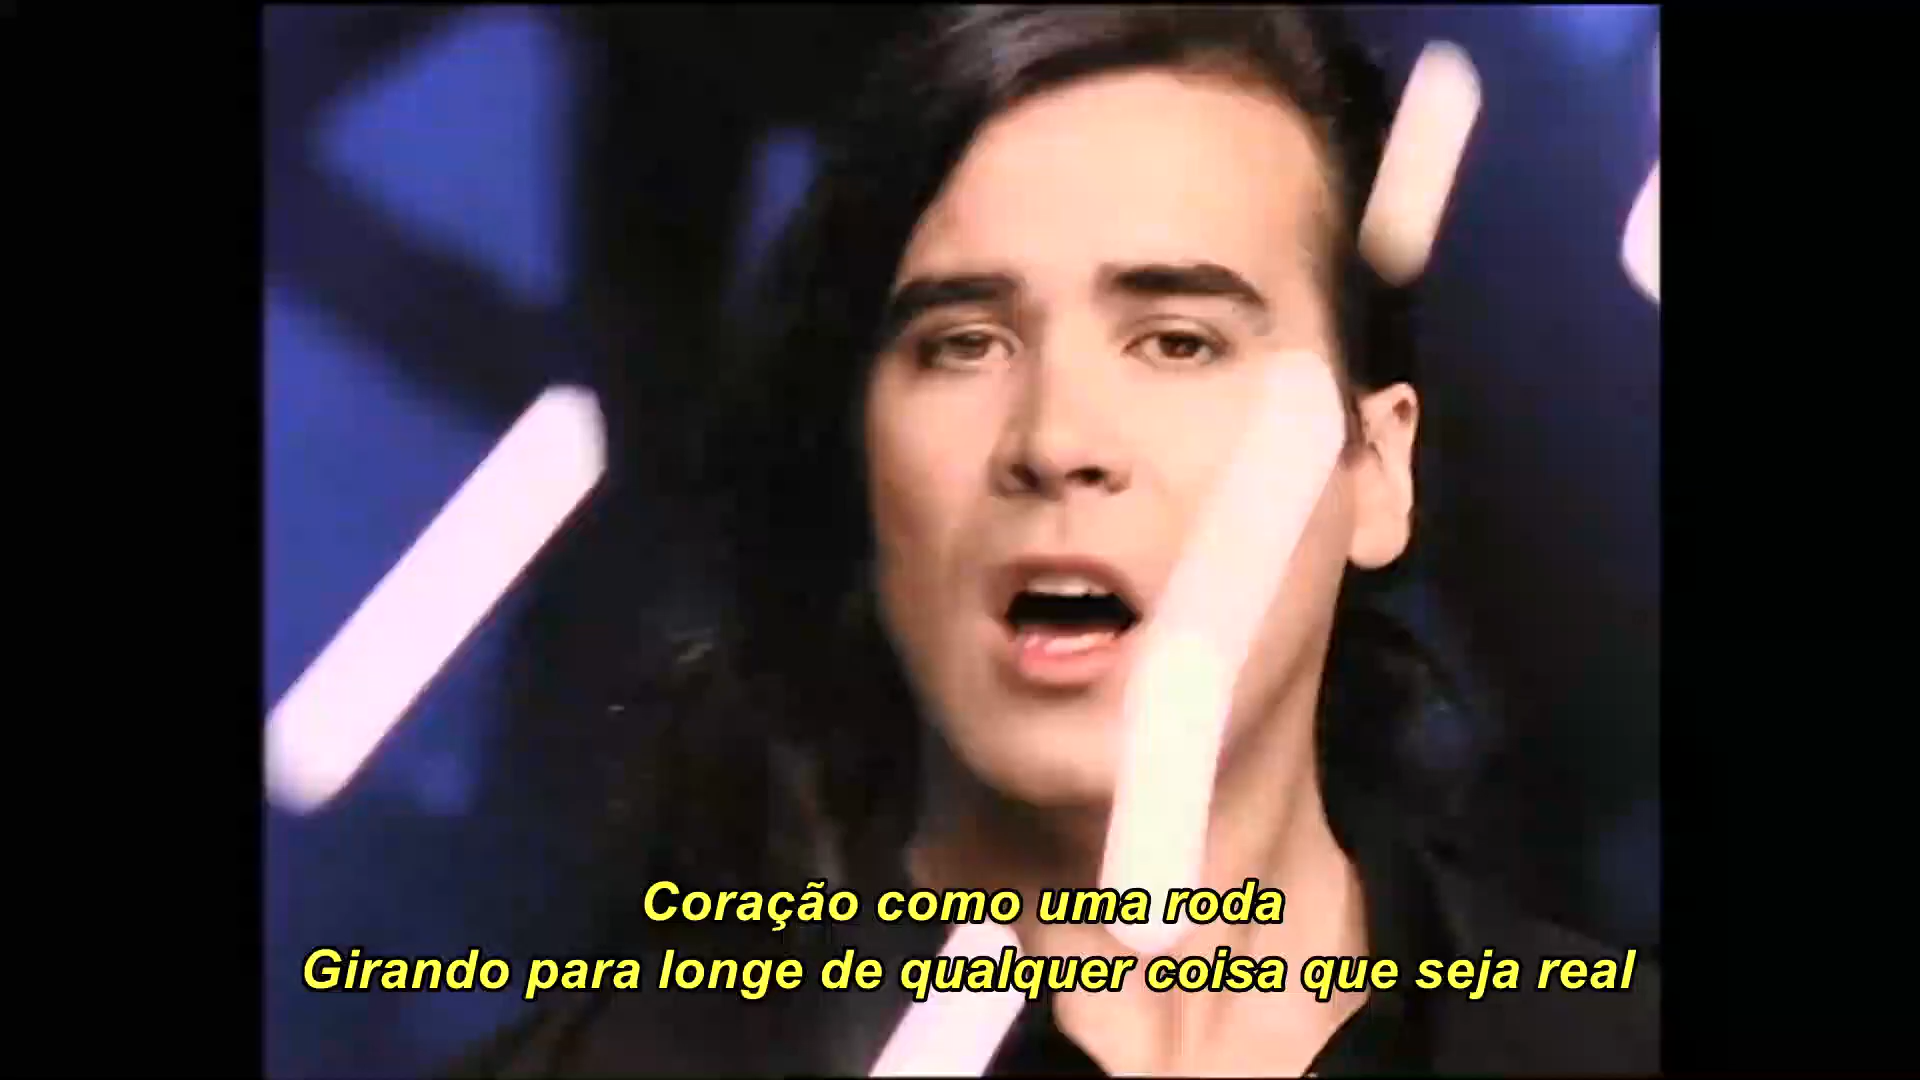 Coração como uma roda
Girando para longe de qualquer coisa que seja real